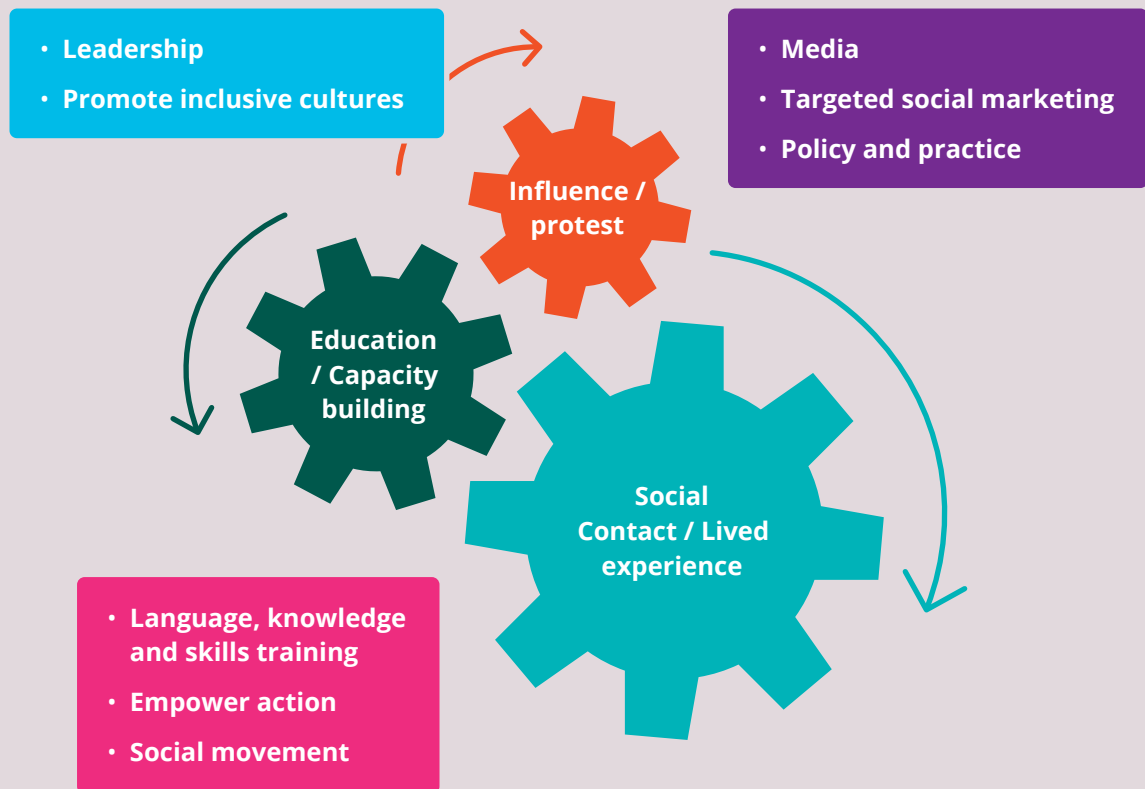 • Leadership
• Promote inclusive cultures
• Media
• Targeted social marketing
• Policy and practice
Influence /
protest
Education
/ Capacity
building
Social
Contact / Lived
experience
• Language, knowledge
and skills training
• Empower action
• Social movement